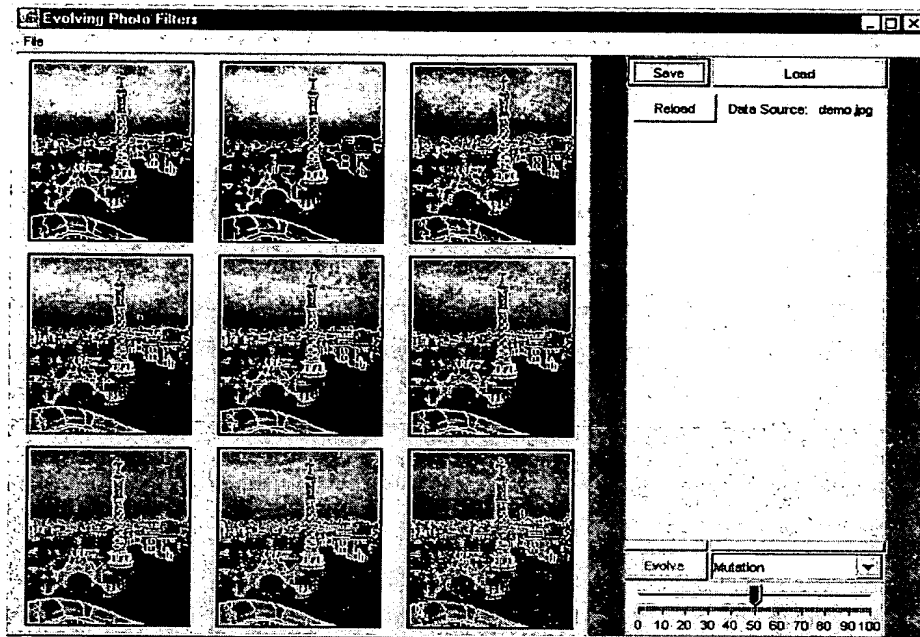 Evolving Photo Filters
File
Save Load
Reload Data Source: demo.jpg
Evolve Mutation
0 10 20 30 40 50 60 70 80 90 100